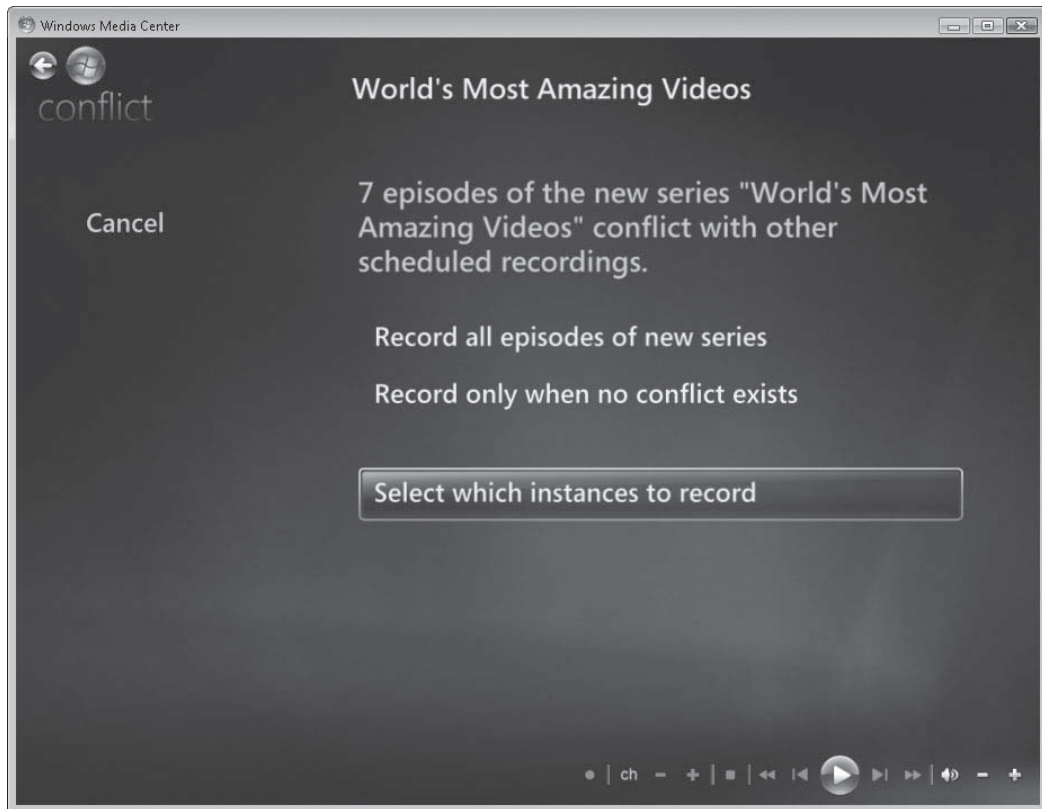 Windows Media Center
conflict
World's Most Amazing Videos
Cancel
7 episodes of the new series "World's Most
Amazing Videos" conflict with other
scheduled recordings.
Record all episodes of new series
Record only when no conflict exists
Select which instances to record
ch - +
- +